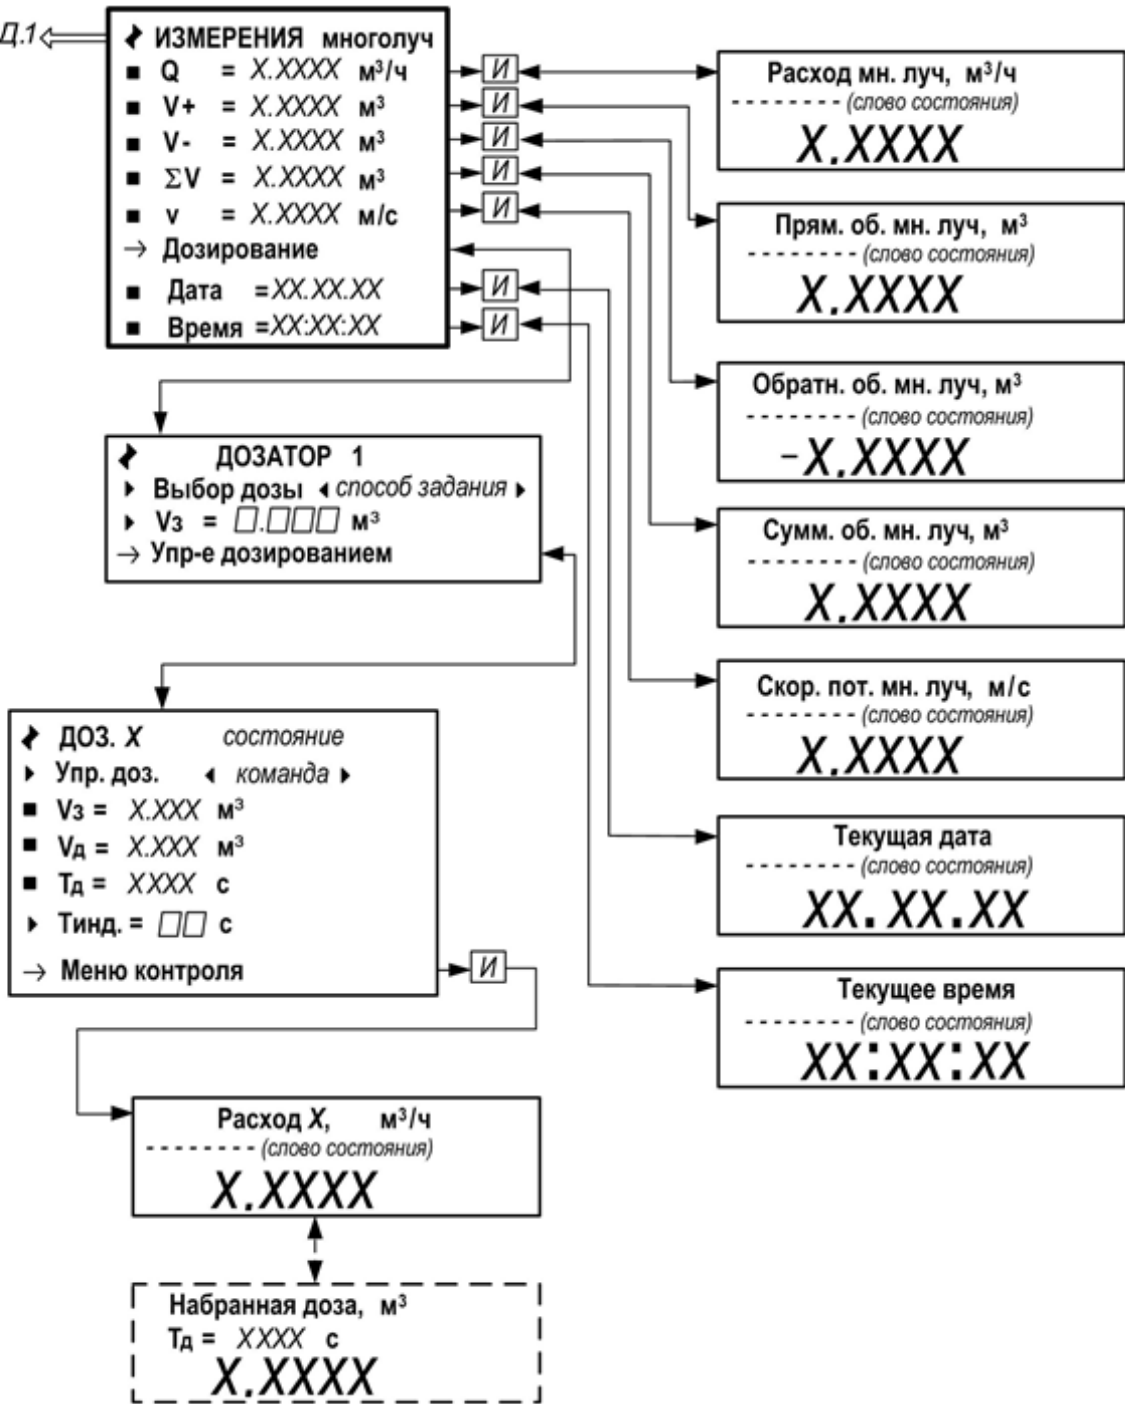 Д.1
ИЗМЕРЕНИЯ многолуч
Q = X.XXXX м³/ч
V+ = X.XXXX м³
V- = X.XXXX м³
ΣV = X.XXXX м³
v = X.XXXX м/с
→ Дозирование
Дата =XX.XX.XX
Время =XX:XX:XX
И
И
И
И
И
И
И
Расход мн. луч, м³/ч
- - - - - - - - (слово состояния)
X.XXXX
Прям. об. мн. луч, м³
- - - - - - - - (слово состояния)
X.XXXX
Обратн. об. мн. луч, м³
- - - - - - - - (слово состояния)
-X.XXXX
Сумм. об. мн. луч, м³
- - - - - - - - (слово состояния)
X.XXXX
Скор. пот. мн. луч, м/с
- - - - - - - - (слово состояния)
X.XXXX
Текущая дата
- - - - - - - - (слово состояния)
XX.XX.XX
Текущее время
- - - - - - - - (слово состояния)
XX:XX:XX
ДОЗАТОР 1
Выбор дозы способ задания
Vз = □.□□□ м³
→ Упр-е дозированием
ДОЗ. X состояние
Упр. доз. команда
Vз = X.XXX м³
Vд = X.XXX м³
Tд = XXXX с
Тинд. = □□ с
→ Меню контроля
И
Расход X, м³/ч
- - - - - - - - (слово состояния)
X.XXXX
Набранная доза, м³
Tд = XXXX с
X.XXXX